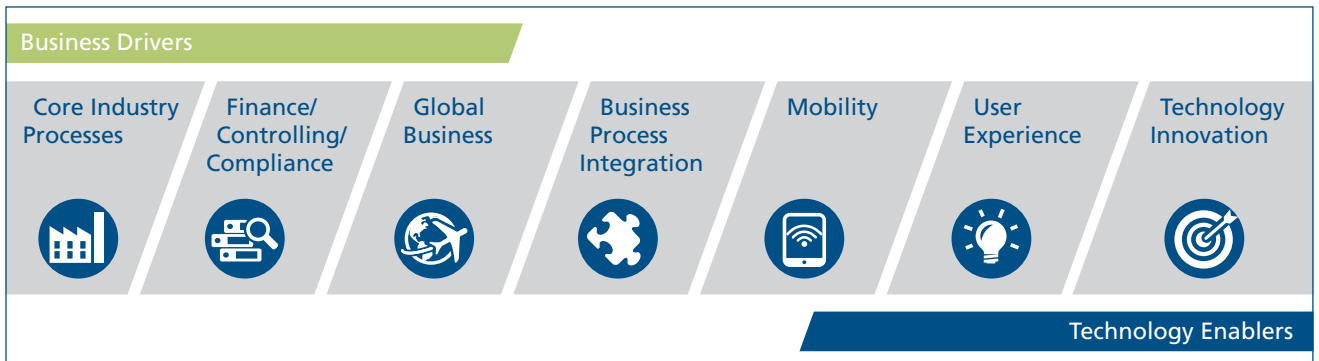 Business Drivers
Core Industry
Processes
Finance/
Controlling/
Compliance
Global
Business
Business
Process
Integration
Mobility
User
Experience
Technology
Innovation
Technology Enablers